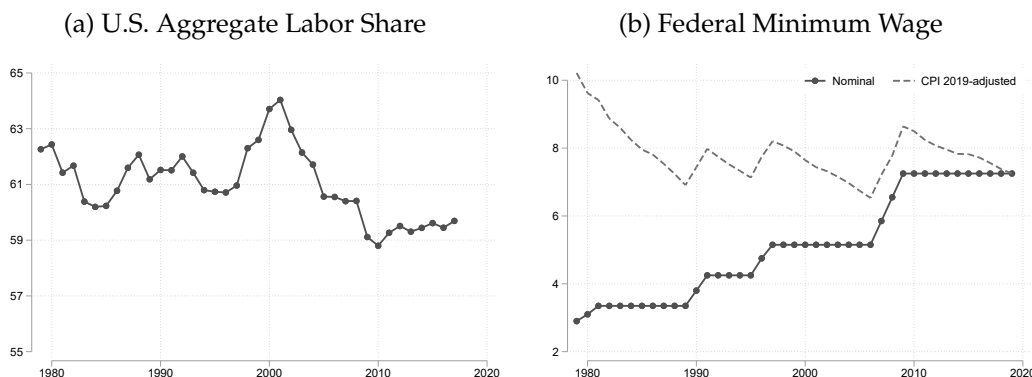 (a) U.S. Aggregate Labor Share
65
63
61
59
57
55
1980 1990 2000 2010 2020
(b) Federal Minimum Wage
Nominal CPI 2019-adjusted
10
8
6
4
2
1980 1990 2000 2010 2020